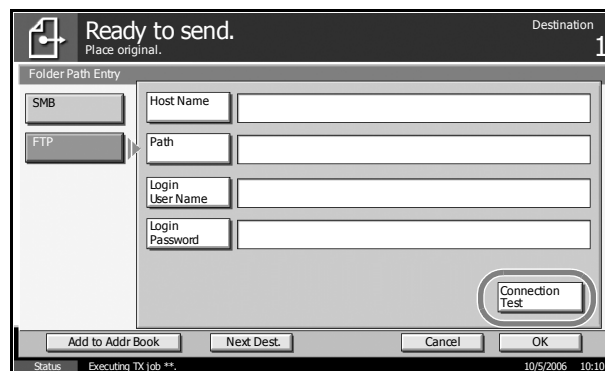 Ready to send.
Place original.
Destination
1
Folder Path Entry
SMB
FTP
Host Name
Path
Login
User Name
Login
Password
Connection
Test
Add to Addr Book
Next Dest.
Cancel
OK
Status
Executing TX job **.
10/5/2006 10:10